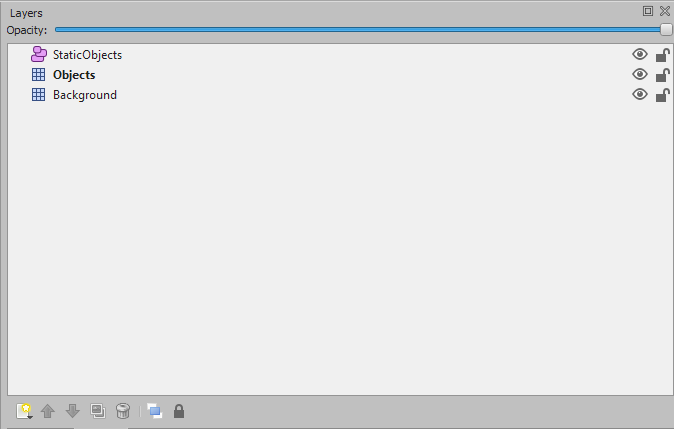 Layers
Opacity:
StaticObjects
Objects
Background